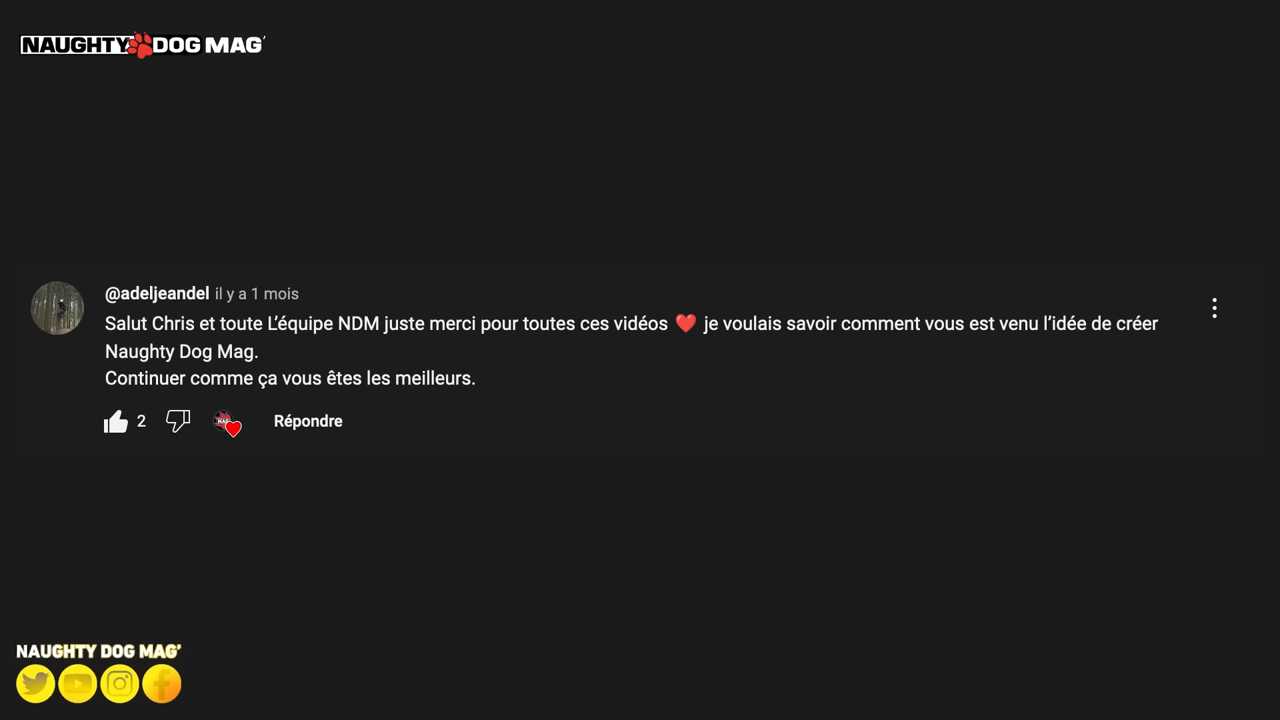 NAUGHTY DOG MAG'
@adeljeandel il y a 1 mois
Salut Chris et toute L’équipe NDM juste merci pour toutes ces vidéos ❤️ je voulais savoir comment vous est venu l’idée de créer
Naughty Dog Mag.
Continuer comme ça vous êtes les meilleurs.
2 Répondre
NAUGHTY DOG MAG'